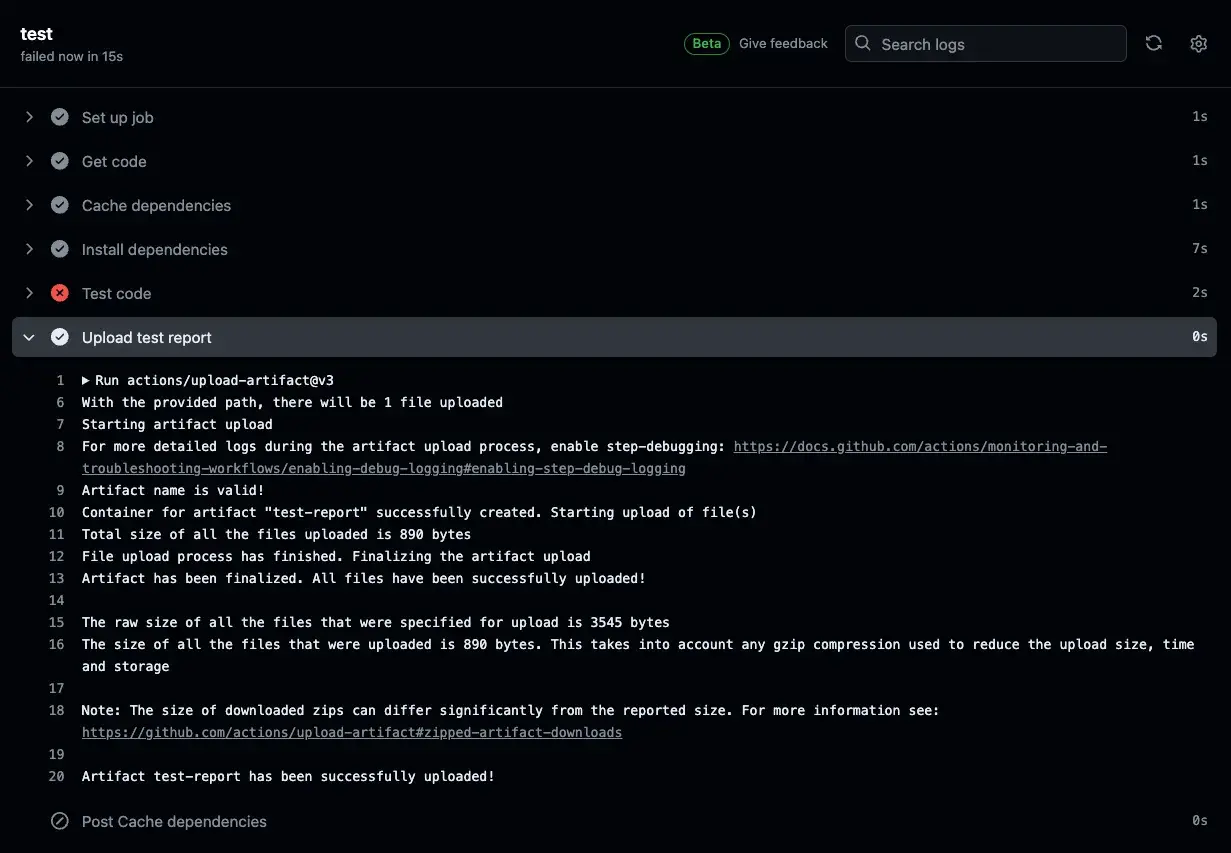 test
failed now in 15s
Beta Give feedback Search logs
Set up job 1s
Get code 1s
Cache dependencies 1s
Install dependencies 7s
Test code 2s
Upload test report 0s
1 ▶ Run actions/upload-artifact@v3
6 With the provided path, there will be 1 file uploaded
7 Starting artifact upload
8 For more detailed logs during the artifact upload process, enable step-debugging: https://docs.github.com/actions/monitoring-and-
troubleshooting-workflows/enabling-debug-logging#enabling-step-debug-logging
9 Artifact name is valid!
10 Container for artifact "test-report" successfully created. Starting upload of file(s)
11 Total size of all the files uploaded is 890 bytes
12 File upload process has finished. Finalizing the artifact upload
13 Artifact has been finalized. All files have been successfully uploaded!
14
15 The raw size of all the files that were specified for upload is 3545 bytes
16 The size of all the files that were uploaded is 890 bytes. This takes into account any gzip compression used to reduce the upload size, time
and storage
17
18 Note: The size of downloaded zips can differ significantly from the reported size. For more information see:
https://github.com/actions/upload-artifact#zipped-artifact-downloads
19
20 Artifact test-report has been successfully uploaded!
Post Cache dependencies 0s